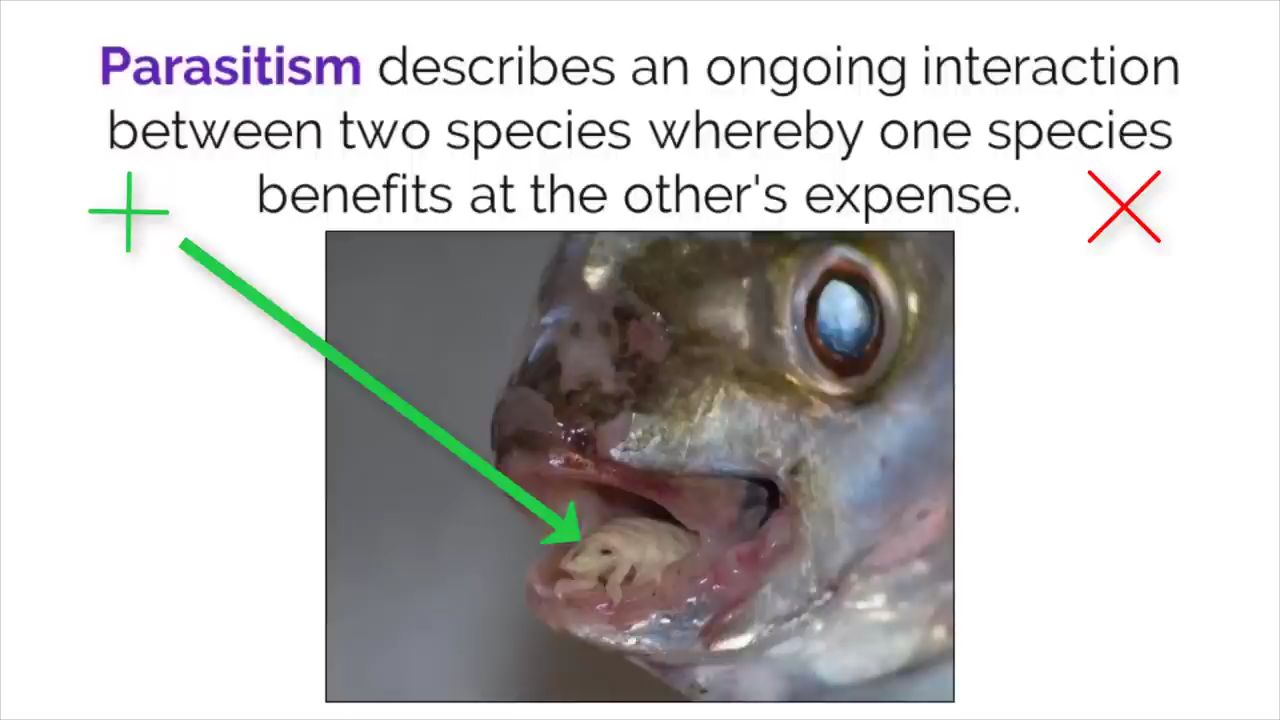 Parasitism describes an ongoing interaction
between two species whereby one species
benefits at the other's expense.